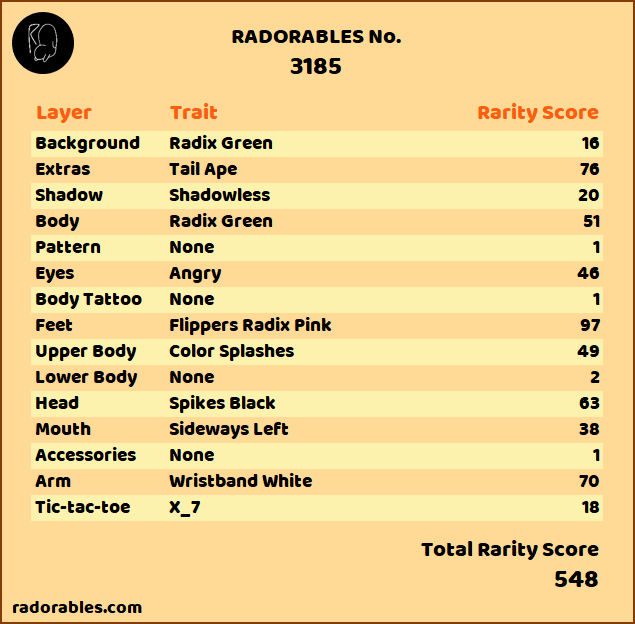 RADORABLES No.
3185
Layer Trait Rarity Score
Background Radix Green 16
Extras Tail Ape 76
Shadow Shadowless 20
Body Radix Green 51
Pattern None 1
Eyes Angry 46
Body Tattoo None 1
Feet Flippers Radix Pink 97
Upper Body Color Splashes 49
Lower Body None 2
Head Spikes Black 63
Mouth Sideways Left 38
Accessories None 1
Arm Wristband White 70
Tic-tac-toe X_7 18
Total Rarity Score
548
radorables.com